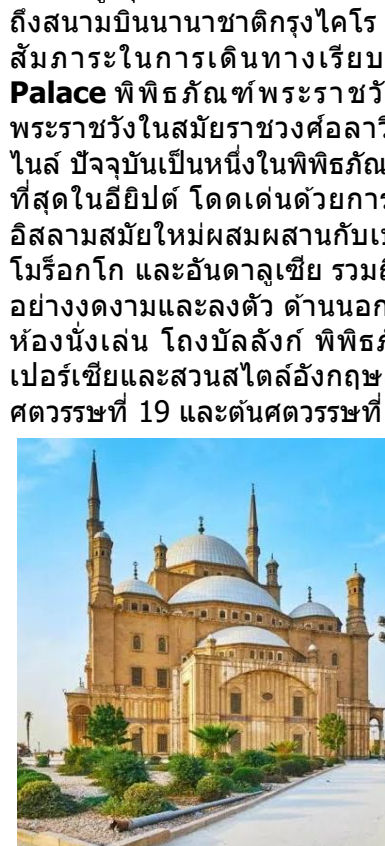 ถึงสนามบินนานาชาติกรุงไคโร
สัมภาระในการเดินทางเรียบ
Palace พิพิธภัณฑ์พระราชวั
พระราชวังในสมัยราชวงศ์อลาวี
ไนล์ ปัจจุบันเป็นหนึ่งในพิพิธภัณ
ที่สุดในอียิปต์ โดดเด่นด้วยการ
อิสลามสมัยใหม่ผสมผสานกับเ
โมร็อกโก และอันดาลูเซีย รวมถึ
อย่างงดงามและลงตัว ด้านนอก
ห้องนั่งเล่น โถงบัลลังก์ พิพิธภั
เปอร์เซียและสวนสไตล์อังกฤษ
ศตวรรษที่ 19 และต้นศตวรรษที่